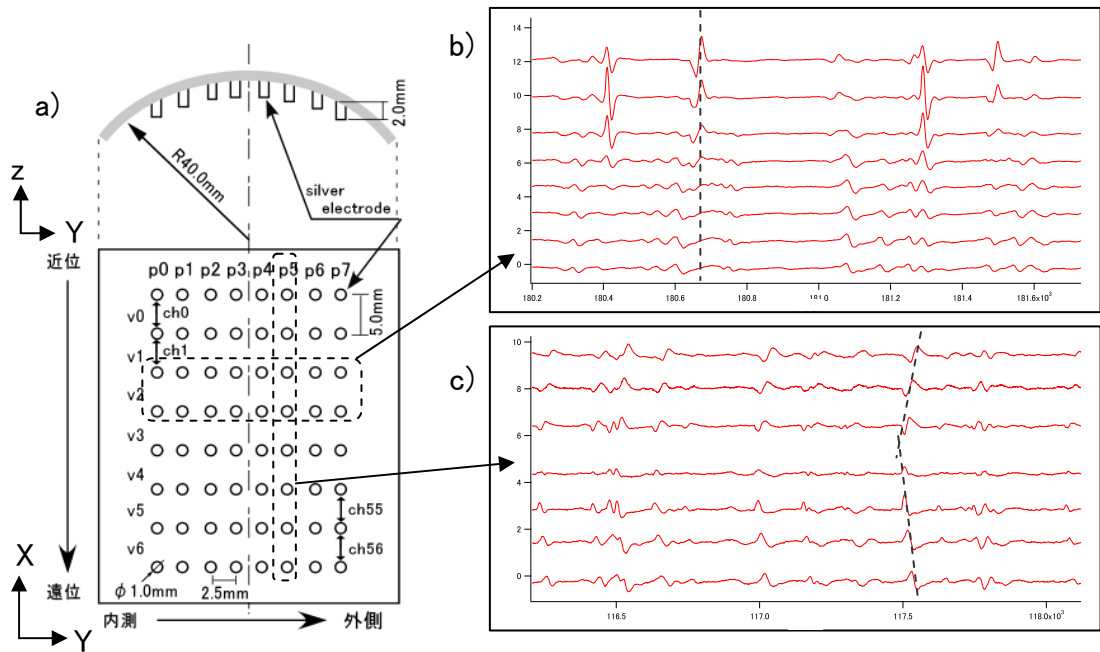 a)
2.0mm
R40.0mm
silver
electrode
Z
Y
近位
p0 p1 p2 p3 p4 p5 p6 p7
v0
ch0
5.0mm
v1
ch1
v2
v3
v4
v5
ch55
v6
ch56
X
遠位
φ1.0mm
2.5mm
内測
外側
Y
b)
14
12
10
8
6
4
2
0
180.2
180.4
180.6
180.8
181.0
181.2
181.4
181.6x10³
c)
10
8
6
4
2
0
116.5
117.0
117.5
118.0x10³